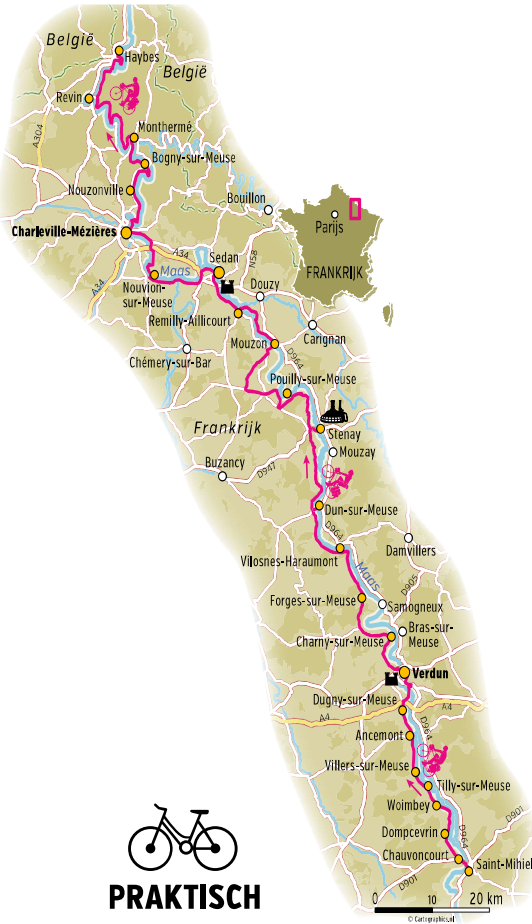 België
Haybes
België
Revin
A304
Monthermé
Bogny-sur-Meuse
Nouzonville
Bouillon
Charleville-Mézières
Parijs
FRANKRIJK
A34
Sedan
N58
Maas
A34
Nouvion-
sur-Meuse
Douzy
Remilly-Aillicourt
Carignan
Mouzon
D964
Chémery-sur-Bar
Pouilly-sur-Meuse
Frankrijk
Stenay
Mouzay
Buzancy
D947
Dun-sur-Meuse
D964
Damvillers
Vilosnes-Haraumont
Maas
D905
Forges-sur-Meuse
Samogneux
Bras-sur-
Meuse
Charny-sur-Meuse
Verdun
Dugny-sur-Meuse
A4
A4
D964
Ancemont
Villers-sur-Meuse
Tilly-sur-Meuse
Woimbey
D901
Dompcevrin
D964
Chauvoncourt
Saint-Mihiel
D901
PRAKTISCH
0 10 20 km
© Cartographics.nl